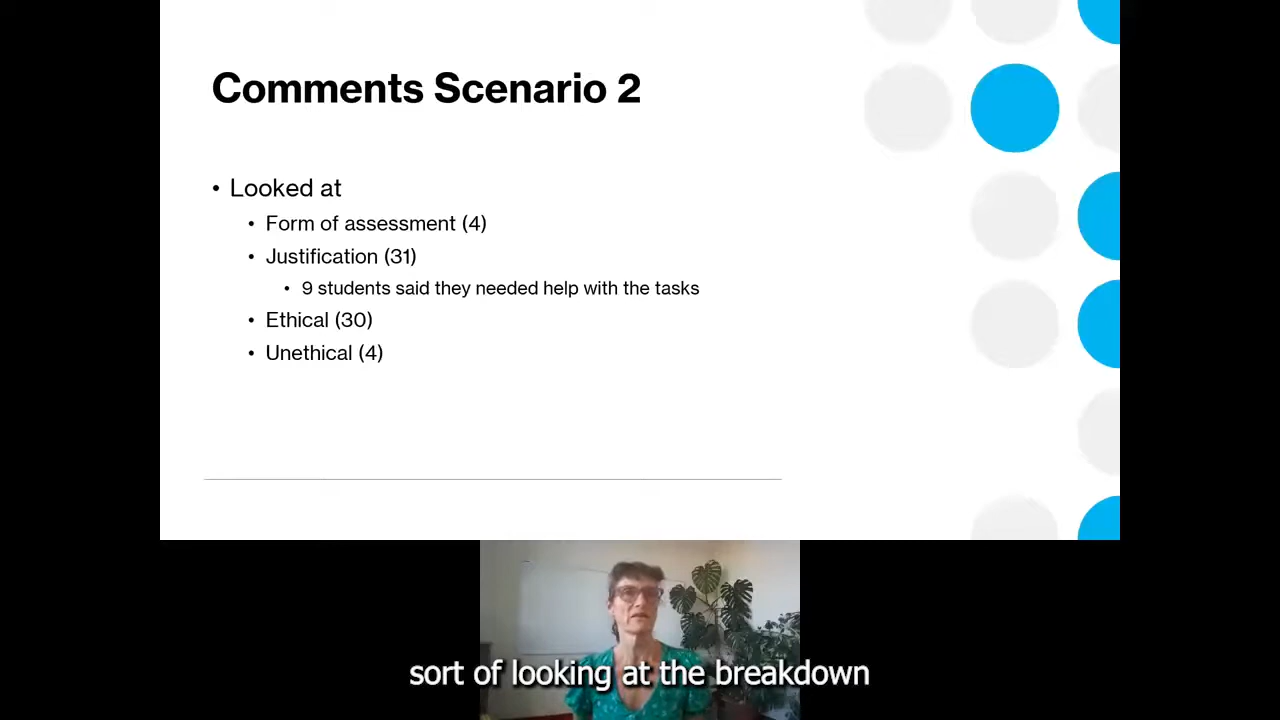 Comments Scenario 2
• Looked at
• Form of assessment (4)
• Justification (31)
• 9 students said they needed help with the tasks
• Ethical (30)
• Unethical (4)
sort of looking at the breakdown